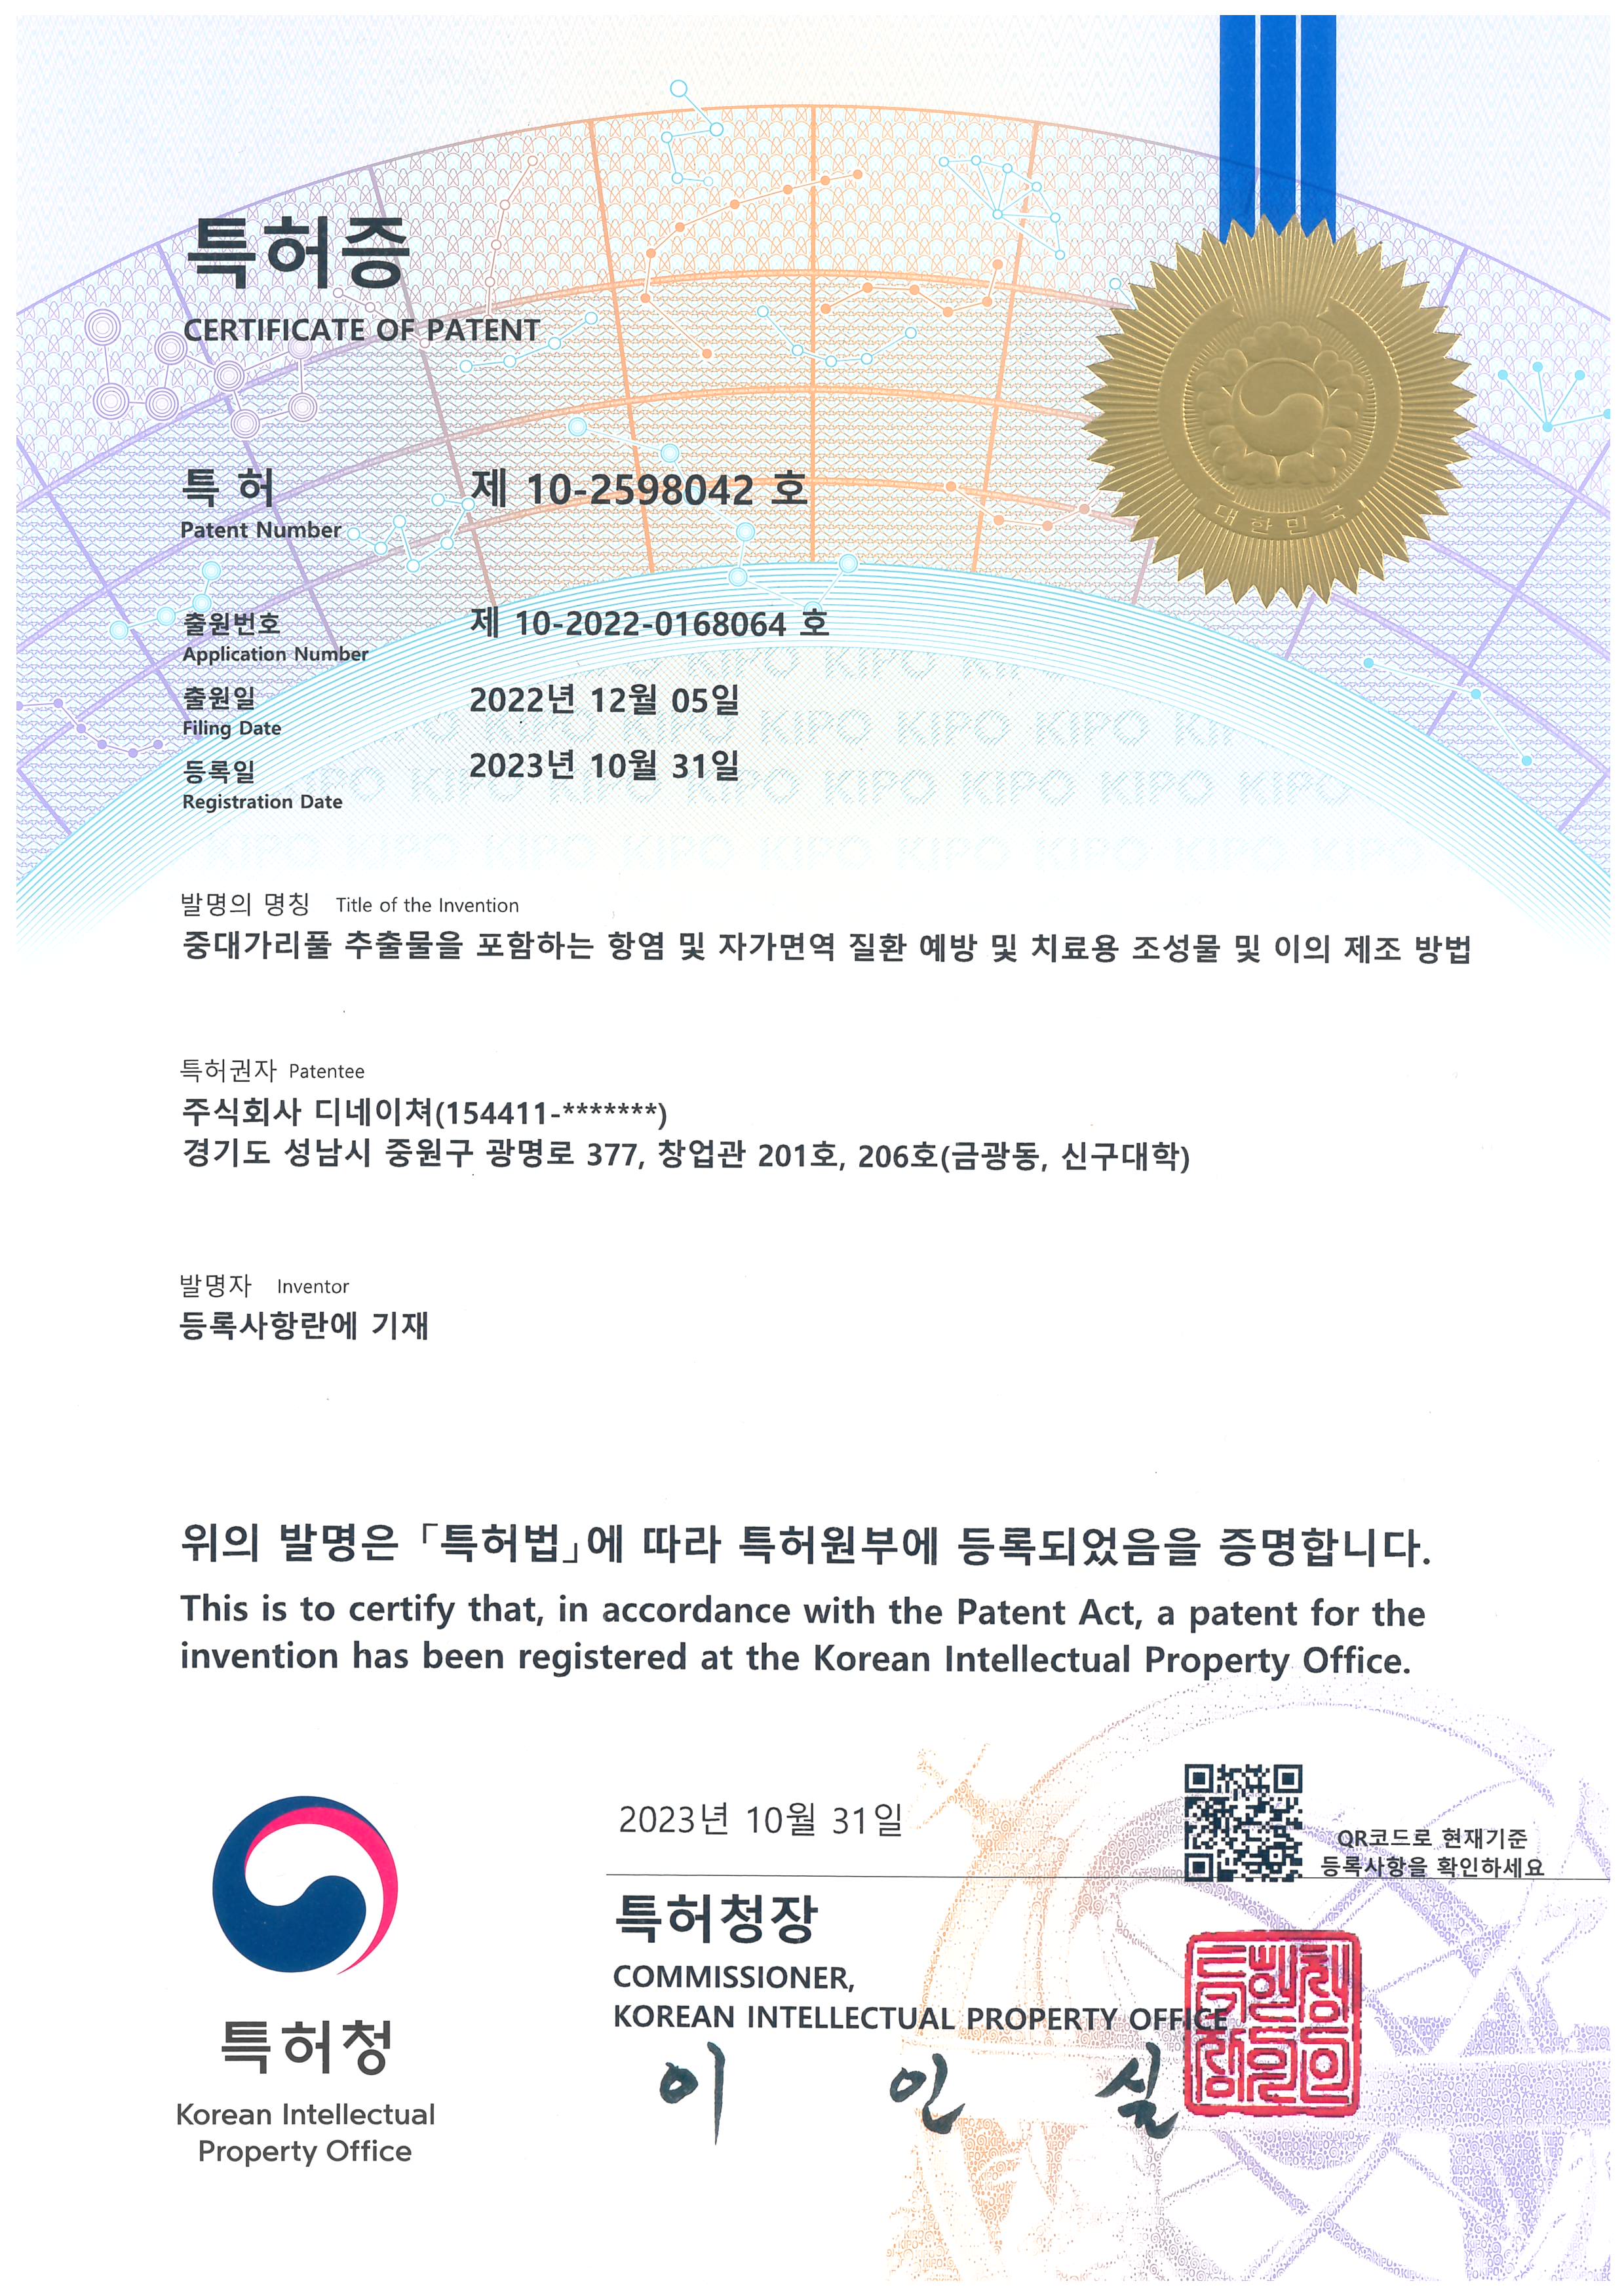 특허증
CERTIFICATE OF PATENT
특 허
제 10-2598042 호
Patent Number
출원번호
제 10-2022-0168064 호
Application Number
출원일
2022년 12월 05일
Filing Date
등록일
2023년 10월 31일
Registration Date
대한민국
발명의 명칭 Title of the Invention
중대가리풀 추출물을 포함하는 항염 및 자가면역 질환 예방 및 치료용 조성물 및 이의 제조 방법
특허권자 Patentee
주식회사 디네이쳐(154411-*******)
경기도 성남시 중원구 광명로 377, 창업관 201호, 206호(금광동, 신구대학)
발명자 Inventor
등록사항란에 기재
위의 발명은 「특허법」에 따라 특허원부에 등록되었음을 증명합니다.
This is to certify that, in accordance with the Patent Act, a patent for the
invention has been registered at the Korean Intellectual Property Office.
2023년 10월 31일
QR코드로 현재기준
등록사항을 확인하세요
특허청장
COMMISSIONER,
KOREAN INTELLECTUAL PROPERTY OFFICE
이 인 실
특허청
Korean Intellectual
Property Office